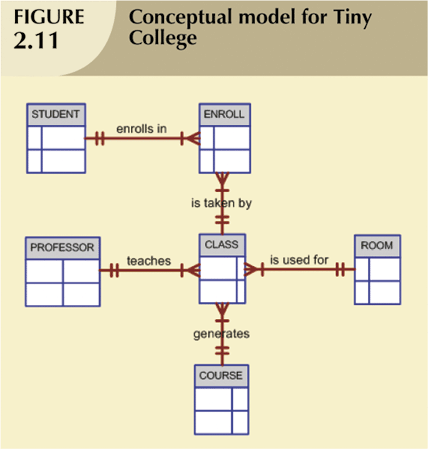 FIGURE
2.11
Conceptual model for Tiny
College
STUDENT
enrolls in
ENROLL
is taken by
PROFESSOR
teaches
CLASS
is used for
ROOM
generates
COURSE